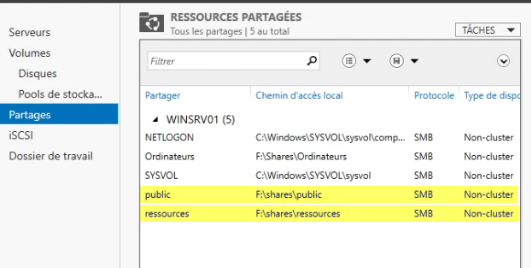 RESSOURCES PARTAGÉES
Tous les partages | 5 au total
TÂCHES
Serveurs
Volumes
Disques
Pools de stocka...
Partages
iSCSI
Dossier de travail
Filtrer
Partager Chemin d'accès local Protocole Type de dispo
WINSRV01 (5)
NETLOGON C:\Windows\SYSVOL\sysvol\comp... SMB Non-cluster
Ordinateurs F:\Shares\Ordinateurs SMB Non-cluster
SYSVOL C:\Windows\SYSVOL\sysvol SMB Non-cluster
public F:\shares\public SMB Non-cluster
ressources F:\shares\ressources SMB Non-cluster